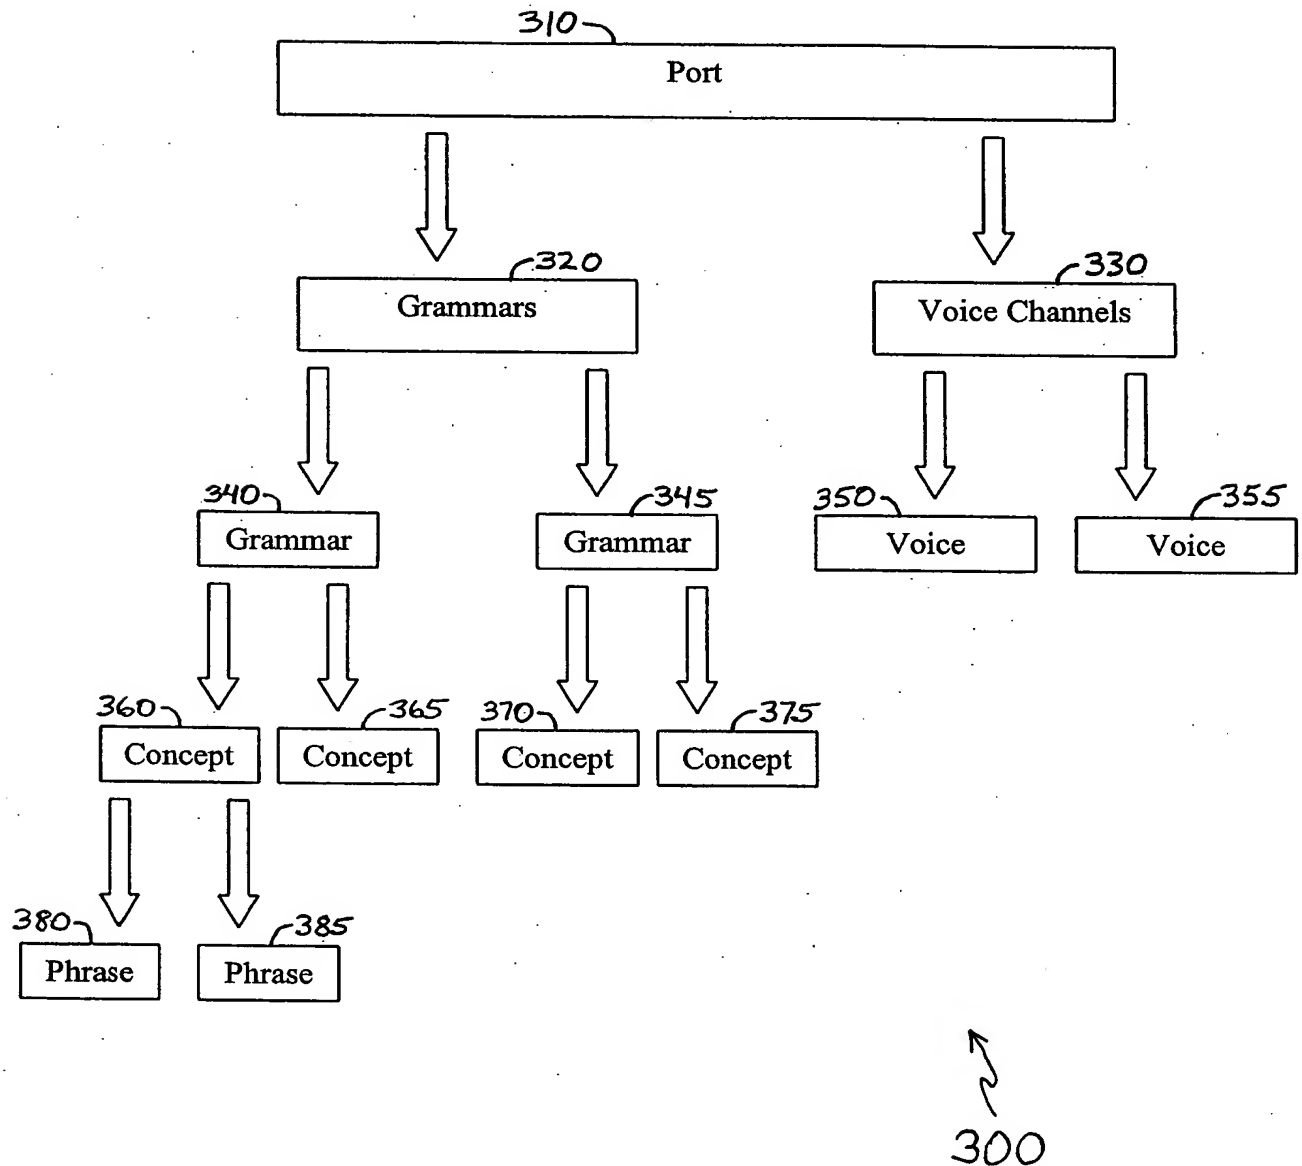 310
Port
320
330
Grammars
Voice Channels
340
345
350
355
Grammar
Grammar
Voice
Voice
360
365
370
375
Concept
Concept
Concept
Concept
380
385
Phrase
Phrase
300